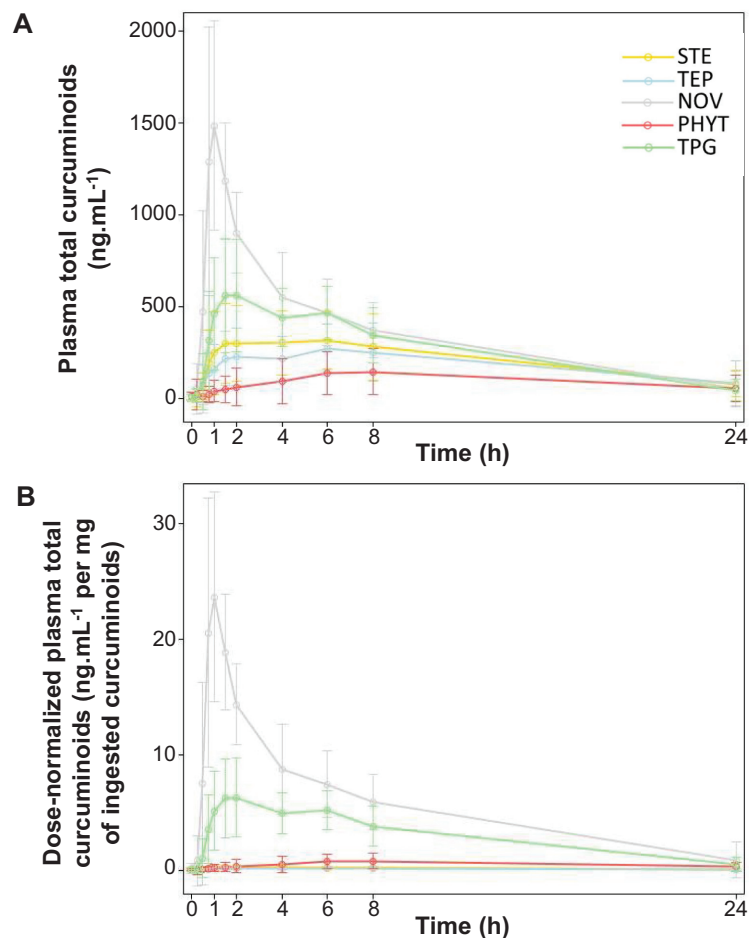 A
Plasma total curcuminoids
(ng.mL⁻¹)
2000
1500
1000
500
0
STE
TEP
NOV
PHYT
TPG
0 1 2 4 6 8 24
Time (h)
B
Dose-normalized plasma total
curcuminoids (ng.mL⁻¹ per mg
of ingested curcuminoids)
30
20
10
0
0 1 2 4 6 8 24
Time (h)